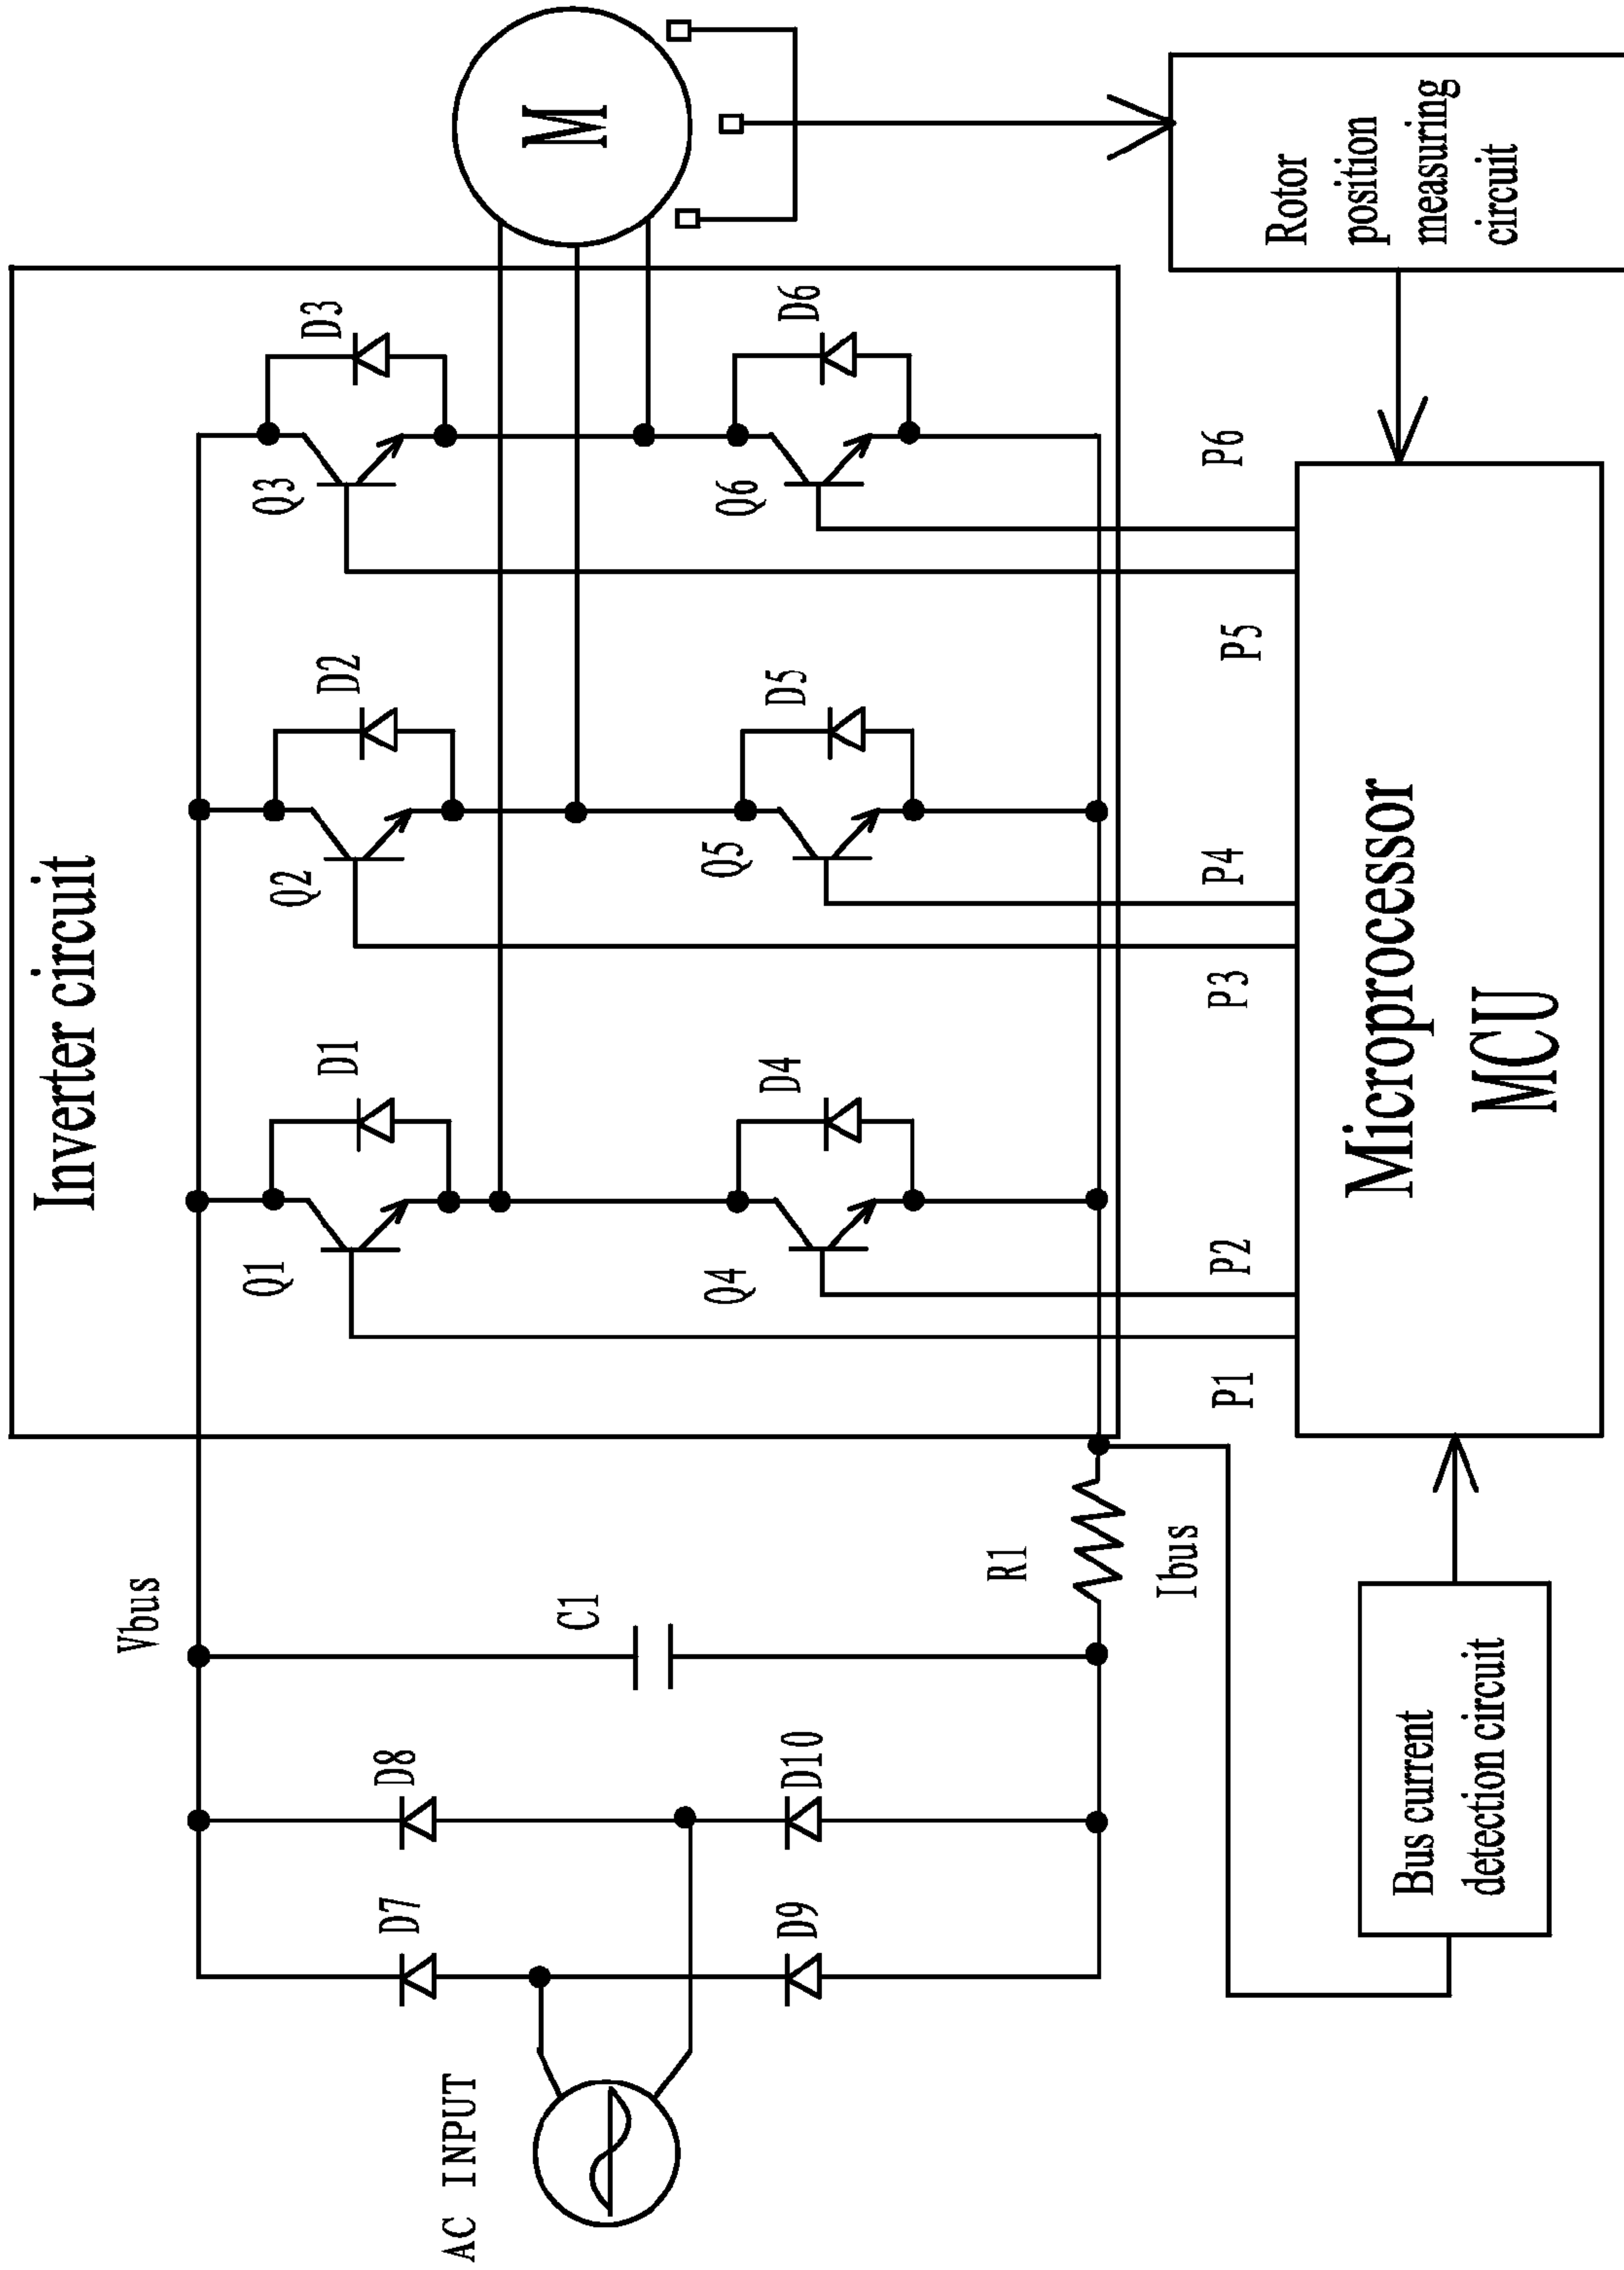 Inverter circuit
Vbus
D1
D2
D3
Q1
Q2
Q3
D7
D8
C1
AC INPUT
M
D4
D5
D6
Q4
Q5
Q6
D9
D10
R1
Ibus
P1
P2
P3
P4
P5
P6
Rotor
position
measuring
circuit
Microprocessor
MCU
Bus current
detection circuit